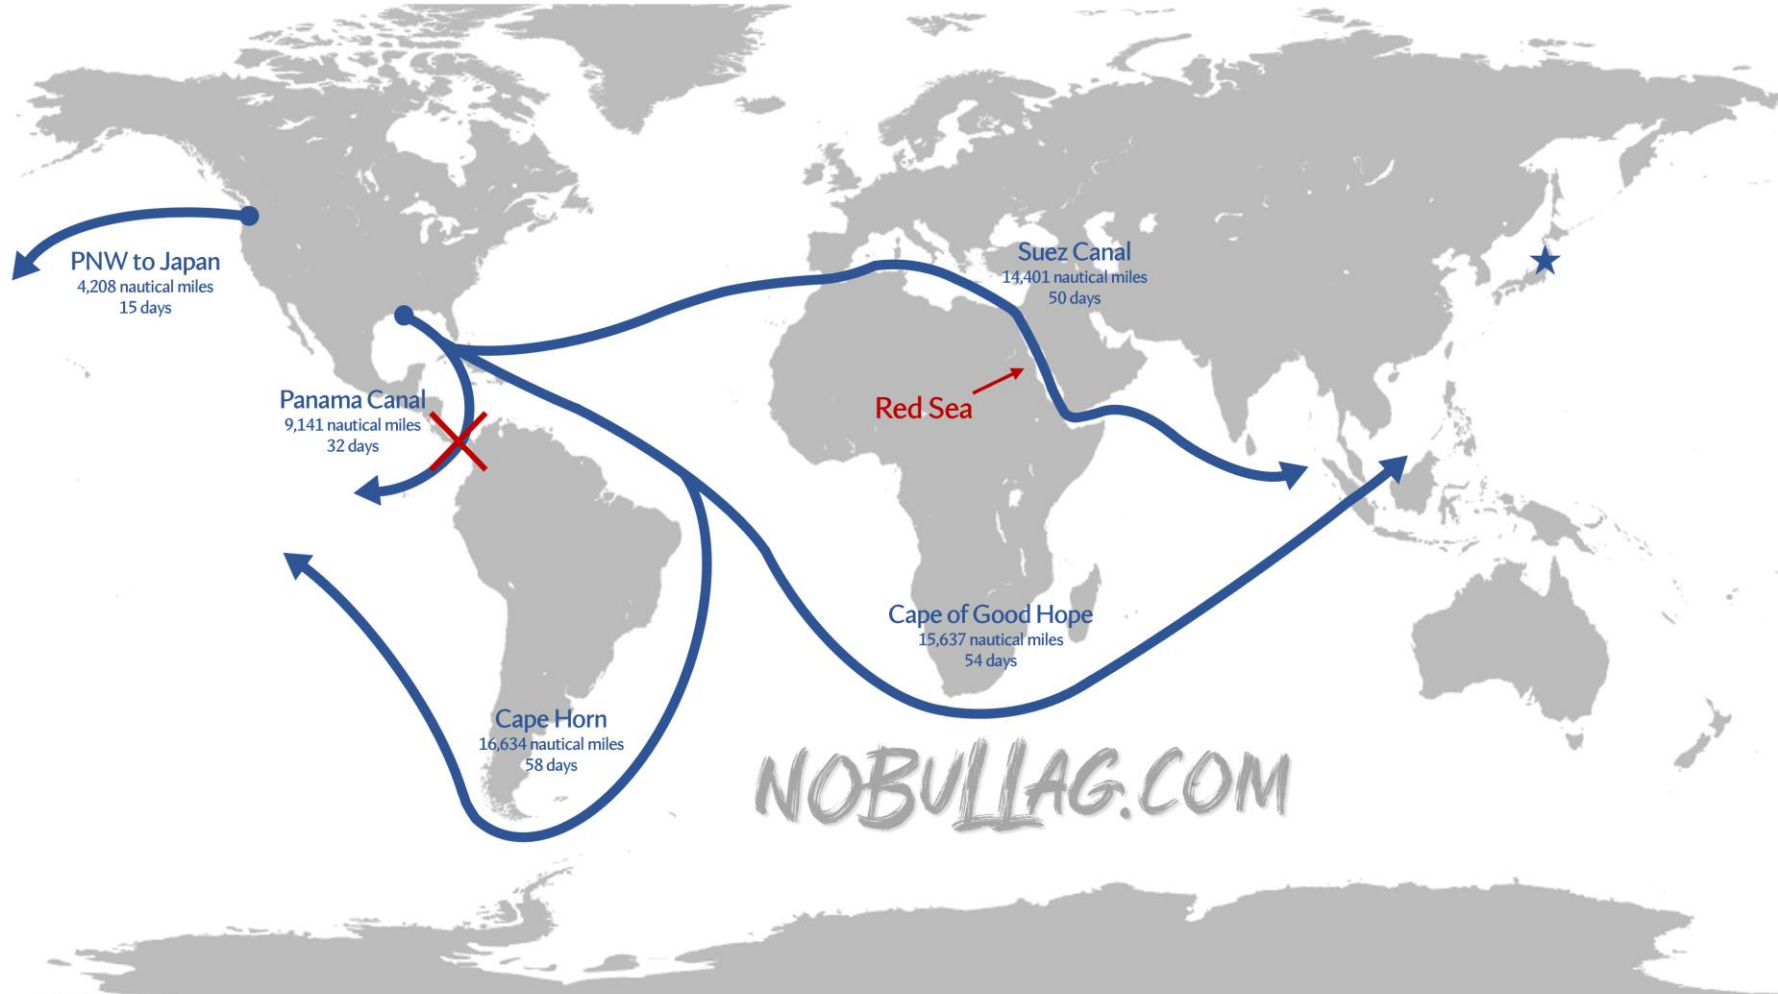 PNW to Japan
4,208 nautical miles
15 days
Suez Canal
14,401 nautical miles
50 days
Panama Canal
9,141 nautical miles
32 days
Red Sea
Cape of Good Hope
15,637 nautical miles
54 days
Cape Horn
16,634 nautical miles
58 days
NOBULLAG.COM